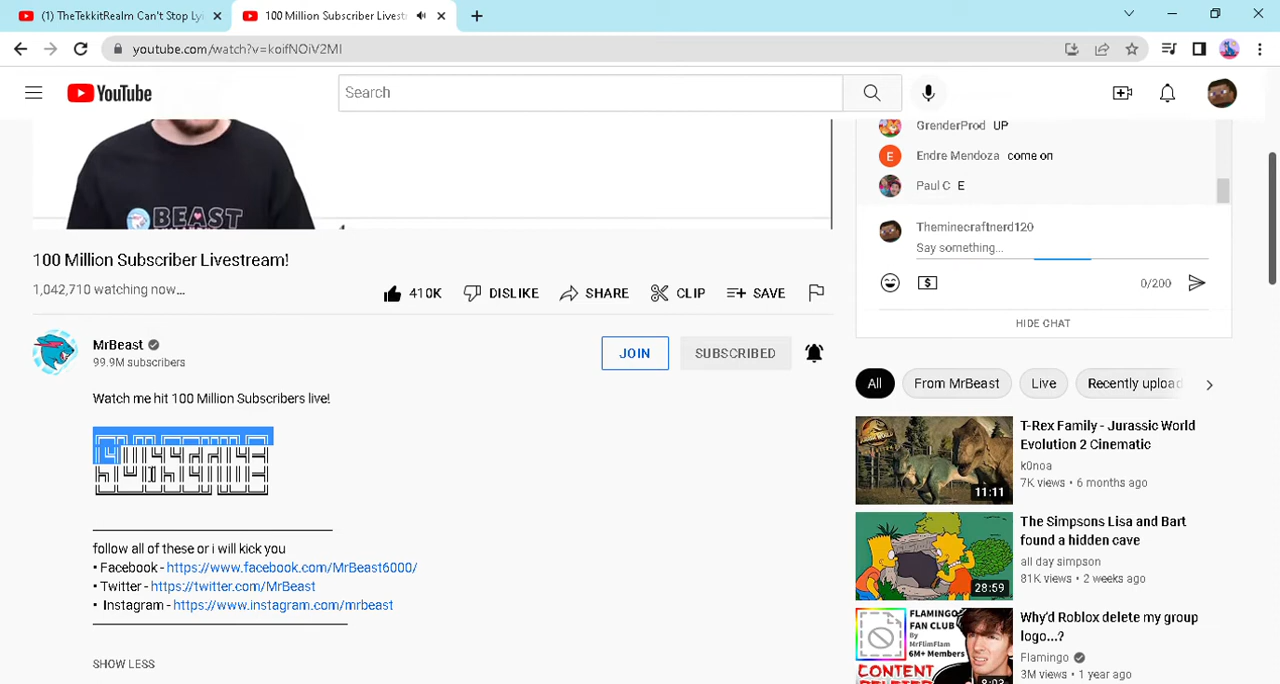 (1) TheTekkitRealm Can't Stop Lyi
100 Million Subscriber Livestr
youtube.com/watch?v=koifNOiV2MI
YouTube
Search
GrenderProd UP
E Endre Mendoza come on
Paul C E
Theminecraftnerd120
Say something...
0/200
HIDE CHAT
BEAST
100 Million Subscriber Livestream!
1,042,710 watching now...
410K DISLIKE SHARE CLIP SAVE
MrBeast
99.9M subscribers
JOIN SUBSCRIBED
Watch me hit 100 Million Subscribers live!
follow all of these or i will kick you
• Facebook - https://www.facebook.com/MrBeast6000/
• Twitter - https://twitter.com/MrBeast
• Instagram - https://www.instagram.com/mrbeast
SHOW LESS
All From MrBeast Live Recently upload
T-Rex Family - Jurassic World
Evolution 2 Cinematic
k0noa
7K views • 6 months ago
11:11
The Simpsons Lisa and Bart
found a hidden cave
all day simpson
81K views • 2 weeks ago
28:59
FLAMINGO
FAN CLUB
By
MrFlimFlam
6M+ Members
CONTENT
DELETED
8:03
Why'd Roblox delete my group
logo...?
Flamingo
3M views • 1 year ago